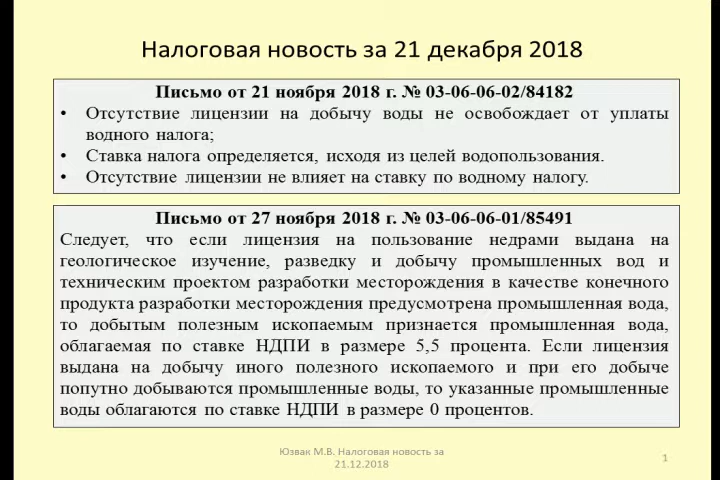 Налоговая новость за 21 декабря 2018
Письмо от 21 ноября 2018 г. № 03-06-06-02/84182
• Отсутствие лицензии на добычу воды не освобождает от уплаты
водного налога;
• Ставка налога определяется, исходя из целей водопользования.
• Отсутствие лицензии не влияет на ставку по водному налогу.
Письмо от 27 ноября 2018 г. № 03-06-06-01/85491
Следует, что если лицензия на пользование недрами выдана на
геологическое изучение, разведку и добычу промышленных вод и
техническим проектом разработки месторождения в качестве конечного
продукта разработки месторождения предусмотрена промышленная вода,
то добытым полезным ископаемым признается промышленная вода,
облагаемая по ставке НДПИ в размере 5,5 процента. Если лицензия
выдана на добычу иного полезного ископаемого и при его добыче
попутно добываются промышленные воды, то указанные промышленные
воды облагаются по ставке НДПИ в размере 0 процентов.
Юзвак М.В. Налоговая новость за
21.12.2018
1